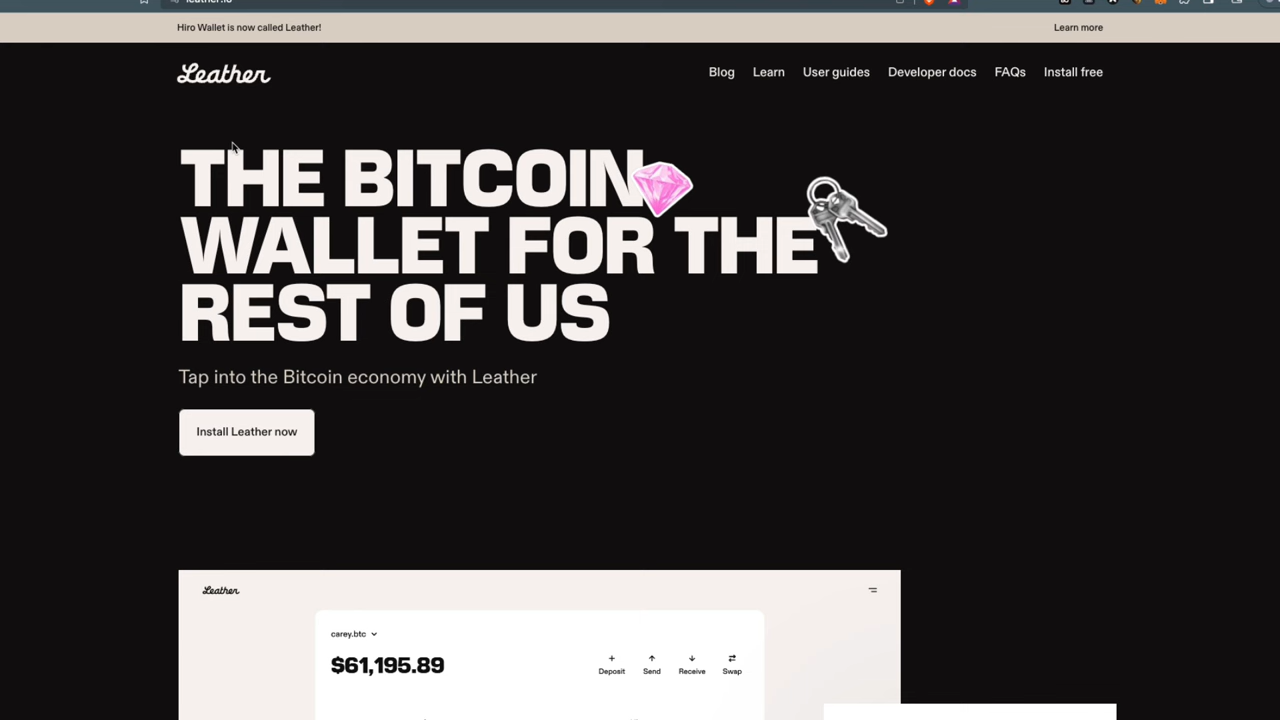 Hiro Wallet is now called Leather!
Learn more
Leather
Blog
Learn
User guides
Developer docs
FAQs
Install free
THE BITCOIN
WALLET FOR THE
REST OF US
Tap into the Bitcoin economy with Leather
Install Leather now
Leather
carey.btc
$61,195.89
Deposit
Send
Receive
Swap